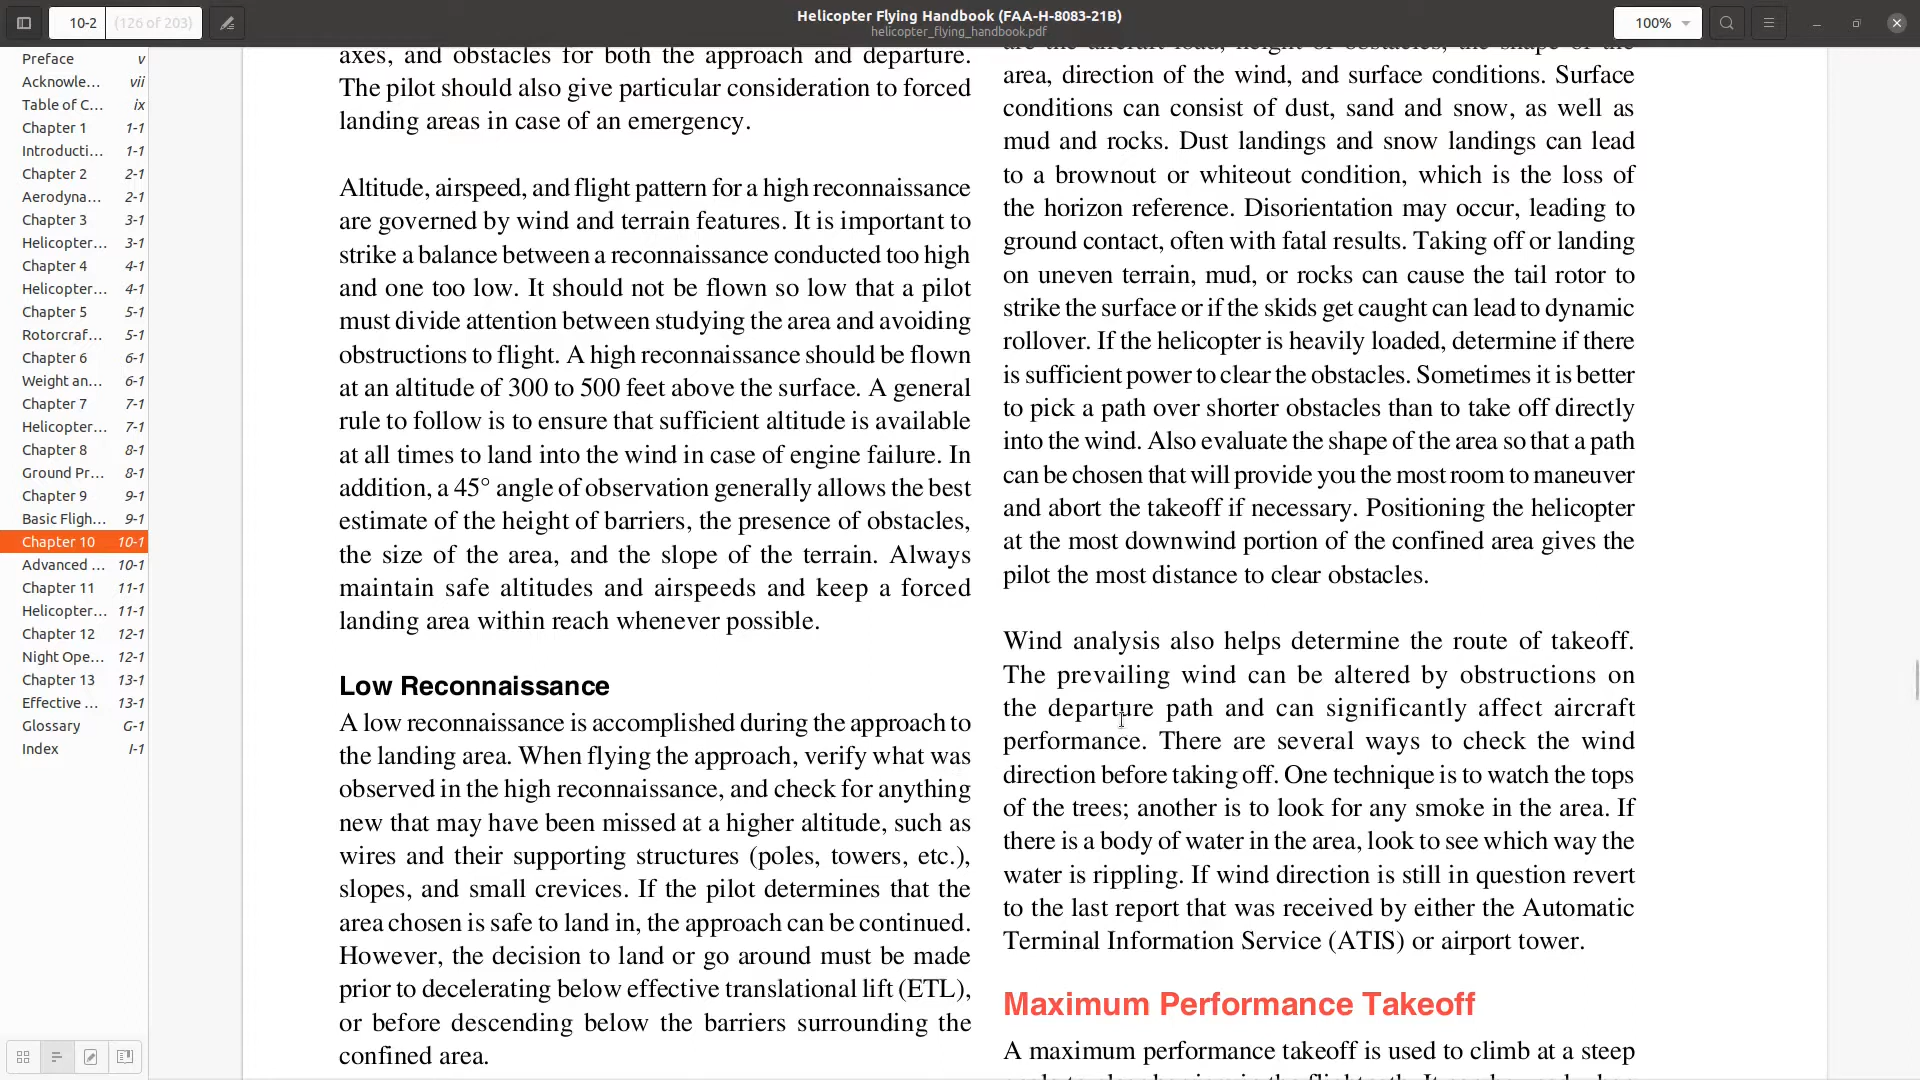 10-2
(126 of 203)
Helicopter Flying Handbook (FAA-H-8083-21B)
helicopter_flying_handbook.pdf
100%
Preface v
Acknowle... vii
Table of C... ix
Chapter 1 1-1
Introducti... 1-1
Chapter 2 2-1
Aerodyna... 2-1
Chapter 3 3-1
Helicopter... 3-1
Chapter 4 4-1
Helicopter... 4-1
Chapter 5 5-1
Rotorcraf... 5-1
Chapter 6 6-1
Weight an... 6-1
Chapter 7 7-1
Helicopter... 7-1
Chapter 8 8-1
Ground Pr... 8-1
Chapter 9 9-1
Basic Fligh... 9-1
Chapter 10 10-1
Advanced ... 10-1
Chapter 11 11-1
Helicopter... 11-1
Chapter 12 12-1
Night Ope... 12-1
Chapter 13 13-1
Effective ... 13-1
Glossary G-1
Index I-1
axes, and obstacles for both the approach and departure.
The pilot should also give particular consideration to forced
landing areas in case of an emergency.
Altitude, airspeed, and flight pattern for a high reconnaissance
are governed by wind and terrain features. It is important to
strike a balance between a reconnaissance conducted too high
and one too low. It should not be flown so low that a pilot
must divide attention between studying the area and avoiding
obstructions to flight. A high reconnaissance should be flown
at an altitude of 300 to 500 feet above the surface. A general
rule to follow is to ensure that sufficient altitude is available
at all times to land into the wind in case of engine failure. In
addition, a 45° angle of observation generally allows the best
estimate of the height of barriers, the presence of obstacles,
the size of the area, and the slope of the terrain. Always
maintain safe altitudes and airspeeds and keep a forced
landing area within reach whenever possible.
Low Reconnaissance
A low reconnaissance is accomplished during the approach to
the landing area. When flying the approach, verify what was
observed in the high reconnaissance, and check for anything
new that may have been missed at a higher altitude, such as
wires and their supporting structures (poles, towers, etc.),
slopes, and small crevices. If the pilot determines that the
area chosen is safe to land in, the approach can be continued.
However, the decision to land or go around must be made
prior to decelerating below effective translational lift (ETL),
or before descending below the barriers surrounding the
confined area.
are the aircraft load, height of obstacles, the shape of the
area, direction of the wind, and surface conditions. Surface
conditions can consist of dust, sand and snow, as well as
mud and rocks. Dust landings and snow landings can lead
to a brownout or whiteout condition, which is the loss of
the horizon reference. Disorientation may occur, leading to
ground contact, often with fatal results. Taking off or landing
on uneven terrain, mud, or rocks can cause the tail rotor to
strike the surface or if the skids get caught can lead to dynamic
rollover. If the helicopter is heavily loaded, determine if there
is sufficient power to clear the obstacles. Sometimes it is better
to pick a path over shorter obstacles than to take off directly
into the wind. Also evaluate the shape of the area so that a path
can be chosen that will provide you the most room to maneuver
and abort the takeoff if necessary. Positioning the helicopter
at the most downwind portion of the confined area gives the
pilot the most distance to clear obstacles.
Wind analysis also helps determine the route of takeoff.
The prevailing wind can be altered by obstructions on
the departure path and can significantly affect aircraft
performance. There are several ways to check the wind
direction before taking off. One technique is to watch the tops
of the trees; another is to look for any smoke in the area. If
there is a body of water in the area, look to see which way the
water is rippling. If wind direction is still in question revert
to the last report that was received by either the Automatic
Terminal Information Service (ATIS) or airport tower.
Maximum Performance Takeoff
A maximum performance takeoff is used to climb at a steep